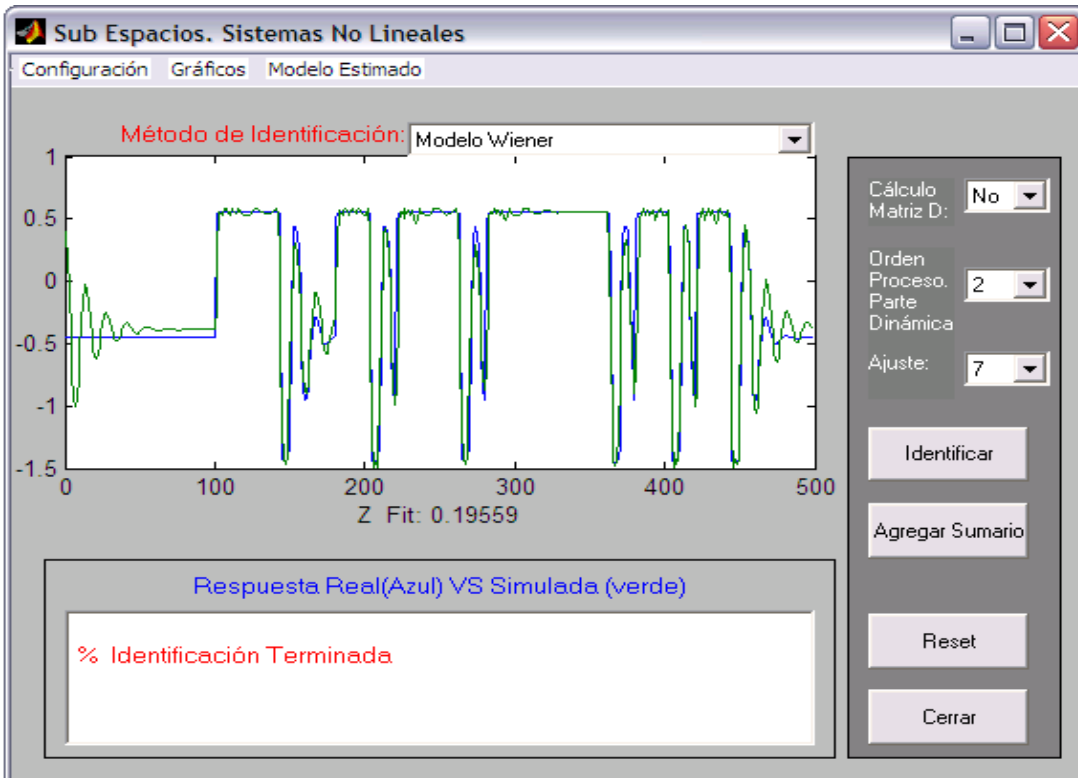 Sub Espacios. Sistemas No Lineales
Configuración Gráficos Modelo Estimado
Método de Identificación: Modelo Wiener
1
0.5
0
-0.5
-1
-1.5
0 100 200 300 400 500
Z Fit: 0.19559
Cálculo
Matriz D:
No
Orden
Proceso.
Parte
Dinámica
2
Ajuste:
7
Identificar
Agregar Sumario
Reset
Cerrar
Respuesta Real(Azul) VS Simulada (verde)
% Identificación Terminada